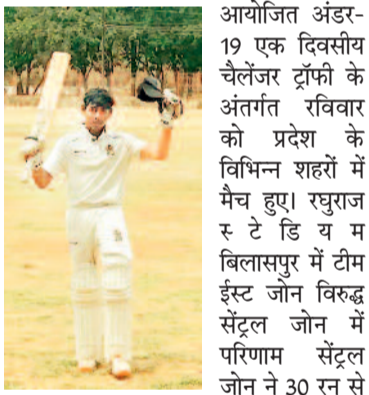 आयोजित अंडर-
19 एक दिवसीय
चैलेंजर ट्रॉफी के
अंतर्गत रविवार
को प्रदेश के
विभिन्न शहरों में
मैच हुए। रघुराज
स्टेडियम
बिलासपुर में टीम
ईस्ट जोन विरुद्ध
सेंट्रल जोन में
परिणाम सेंट्रल
जोन ने 30 रन से